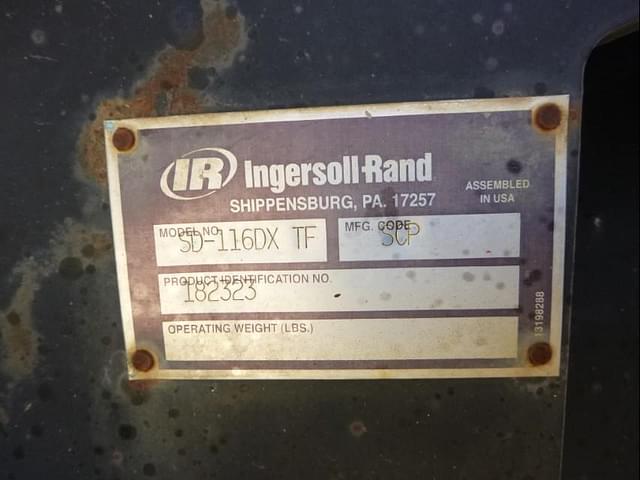 IR Ingersoll-Rand
SHIPPENSBURG, PA. 17257
ASSEMBLED
IN USA
MODEL NO.
SD-116DX TF
MFG. CODE
SCP
PRODUCT IDENTIFICATION NO.
182323
OPERATING WEIGHT (LBS.)
13198288